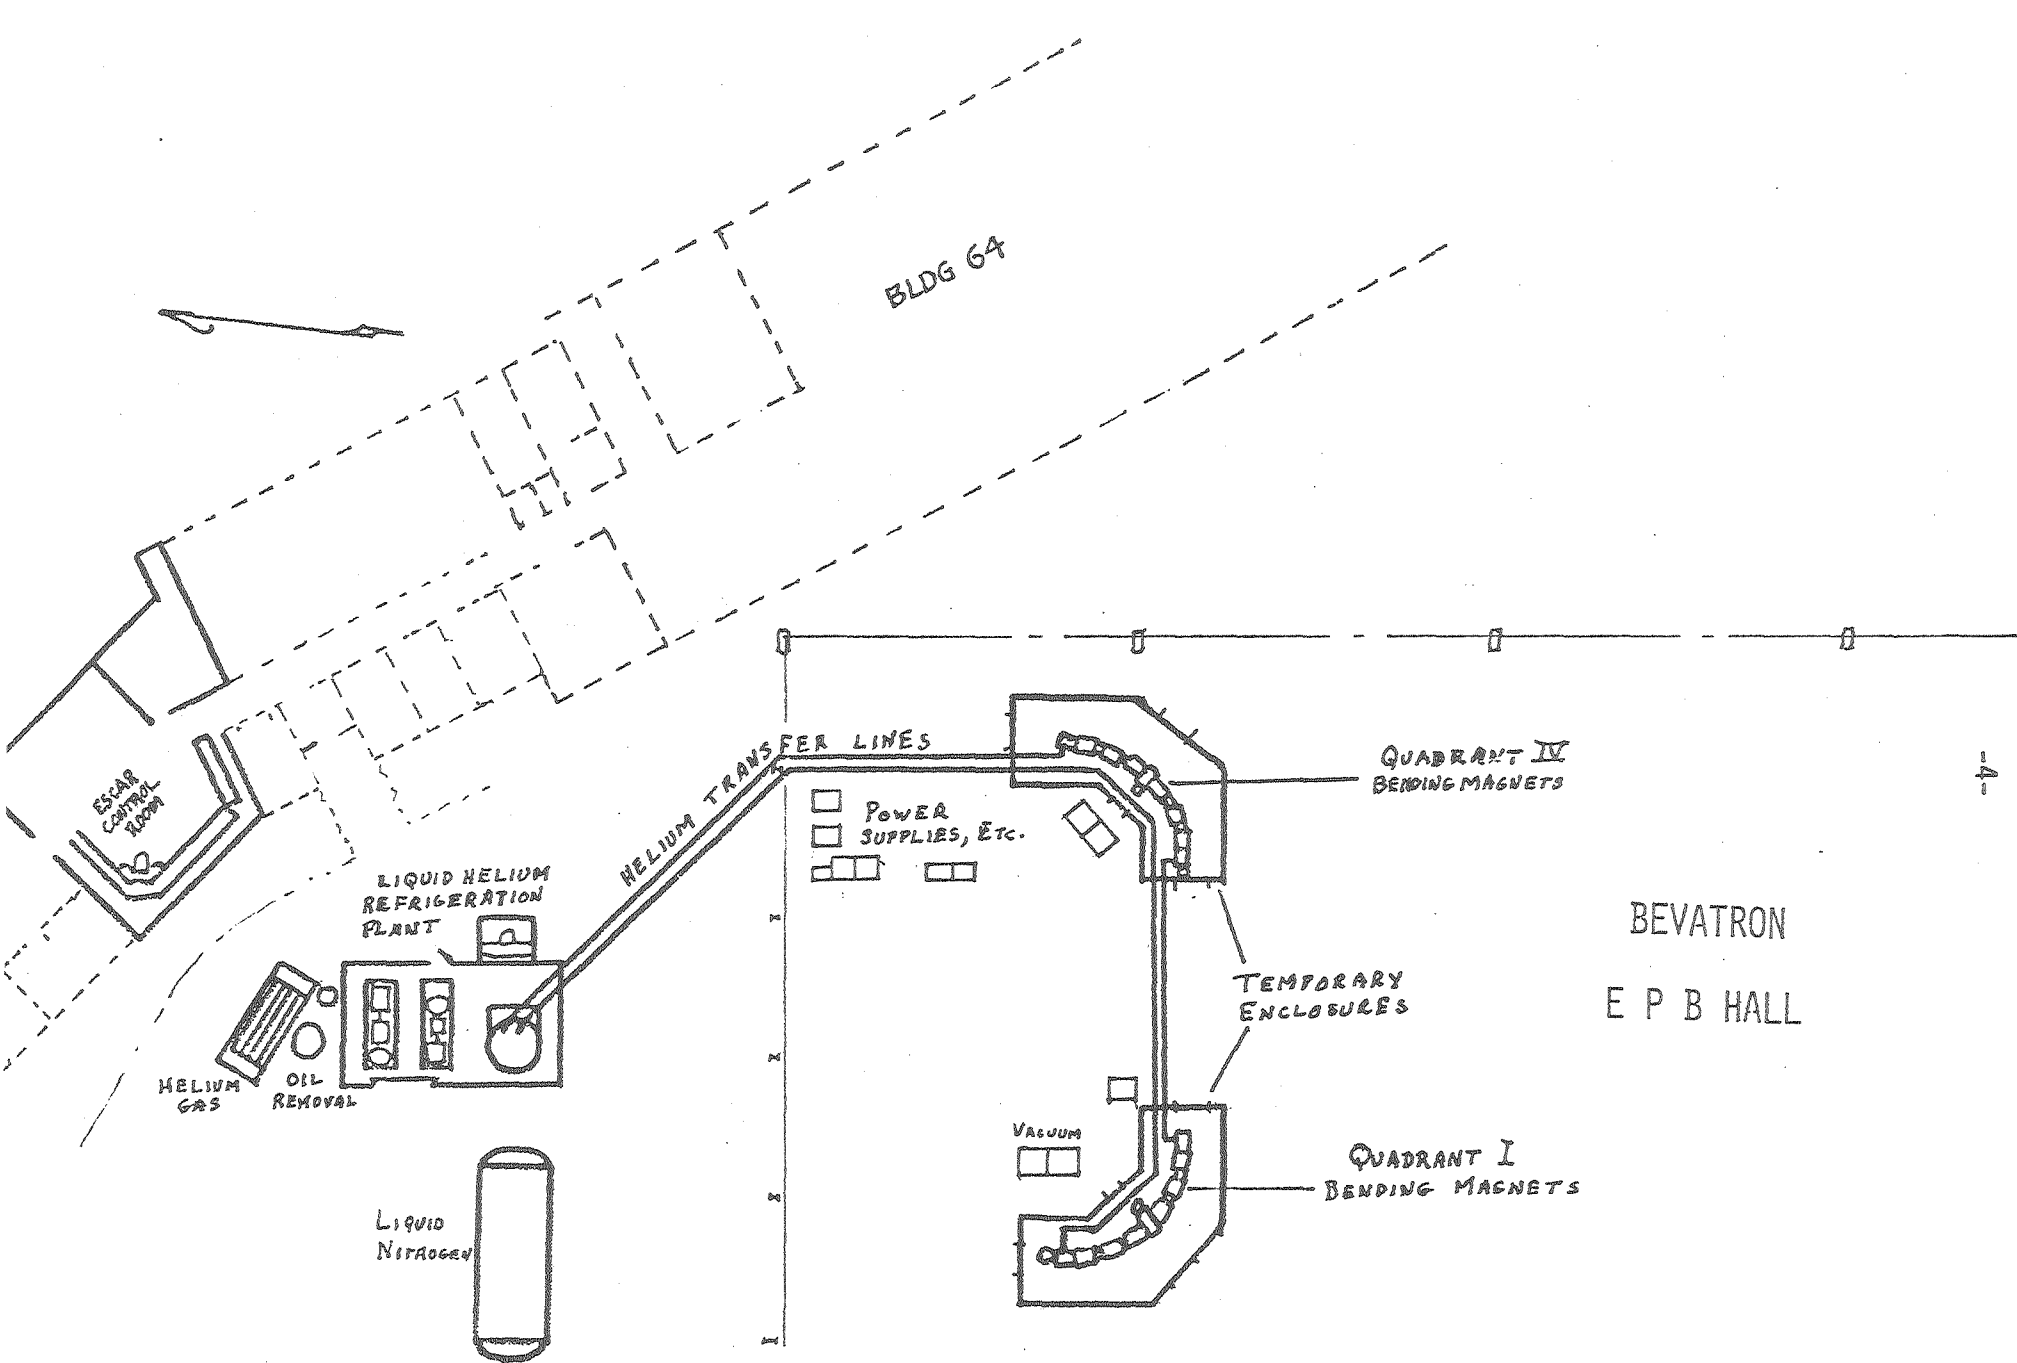 BLDG 64
HELIUM TRANSFER LINES
QUADRANT IV
BENDING MAGNETS
-4-
ESCAR
CONTROL
ROOM
POWER
SUPPLIES, ETC.
LIQUID HELIUM
REFRIGERATION
PLANT
BEVATRON
E P B HALL
TEMPORARY
ENCLOSURES
HELIUM
GAS
OIL
REMOVAL
VACUUM
QUADRANT I
BENDING MAGNETS
LIQUID
NITROGEN